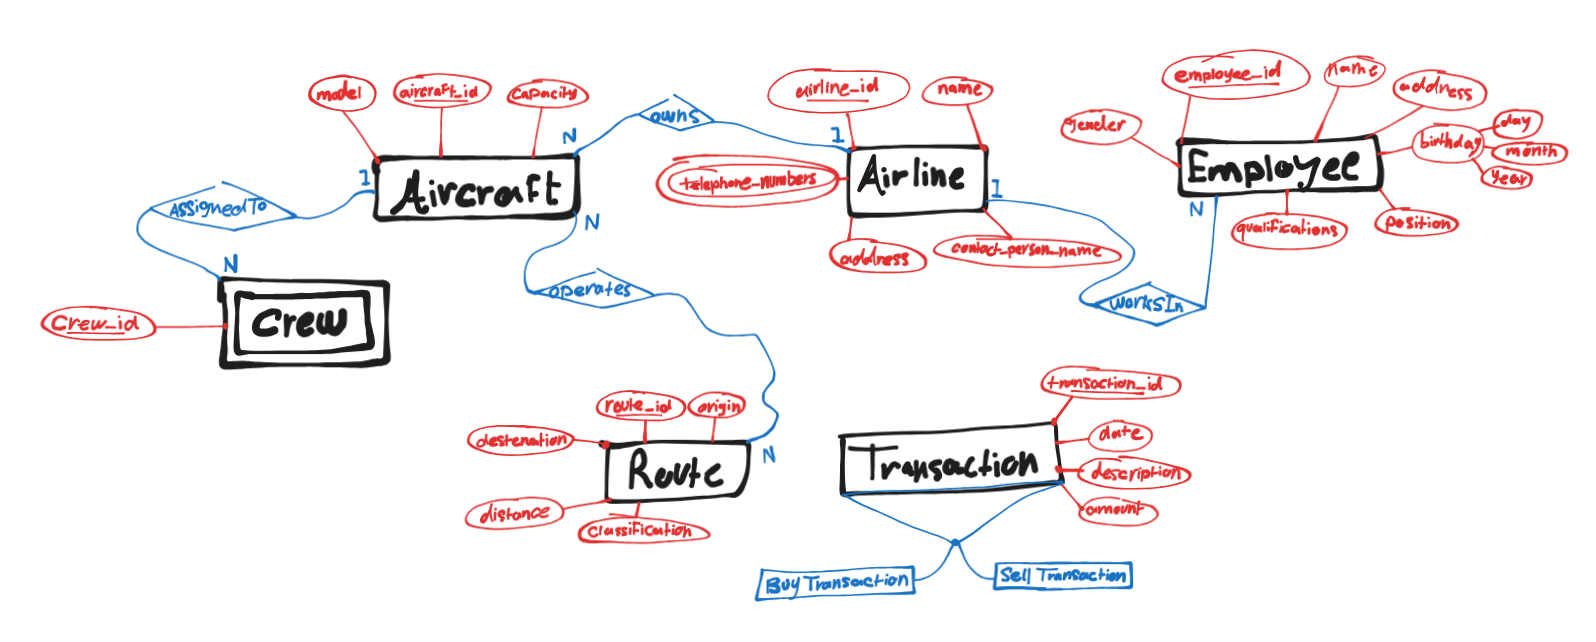 model
aircraft_id
capacity
owns
airline_id
name
employee_id
name
address
gender
birthday
day
month
year
N
1
Aircraft
telephone_numbers
Airline
Employee
1
AssignedTo
N
1
N
qualifications
position
address
contact_person_name
N
operates
worksIn
Crew_id
Crew
transaction_id
route_id
origin
destenation
Route
N
Transaction
date
description
distance
classification
amount
Buy Transaction
Sell Transaction